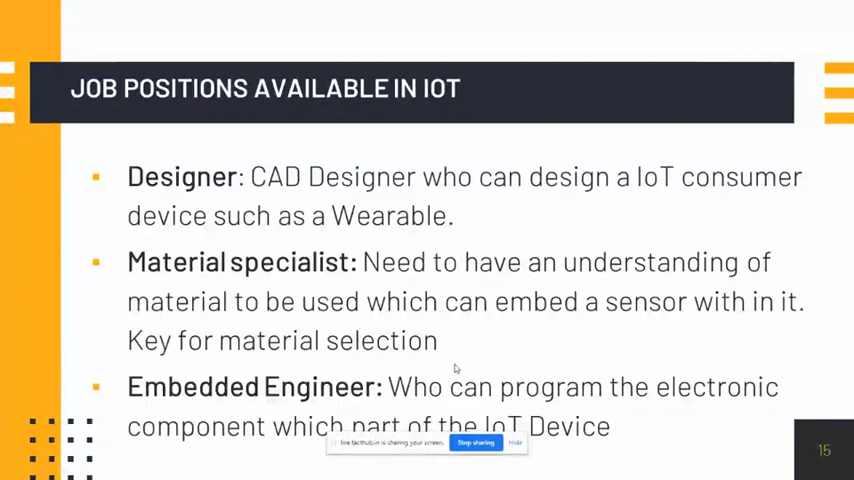 JOB POSITIONS AVAILABLE IN IOT
Designer: CAD Designer who can design a IoT consumer
device such as a Wearable.
Material specialist: Need to have an understanding of
material to be used which can embed a sensor with in it.
Key for material selection
Embedded Engineer: Who can program the electronic
component which part of the IoT Device
live.tacthub.in is sharing your screen.
Stop sharing
Hide
15